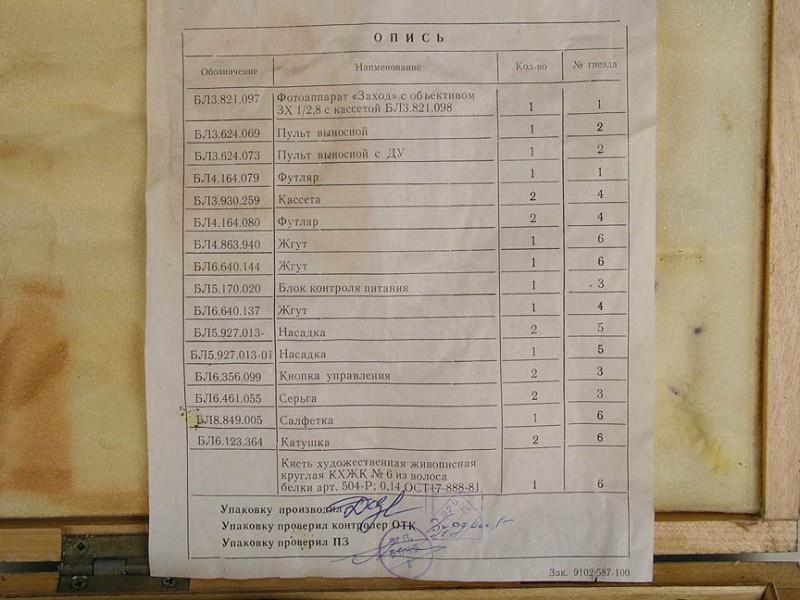 ОПИСЬ
Обозначение Наименование Кол-во № гнезда
БЛ3.821.097 Фотоаппарат «Заход» с объективом
ЗХ 1/2,8 с кассетой БЛ3.821.098 1 1
БЛ3.624.069 Пульт выносной 1 2
БЛ3.624.073 Пульт выносной с ДУ 1 2
БЛ4.164.079 Футляр 1 1
БЛ3.930.259 Кассета 2 4
БЛ4.164.080 Футляр 2 4
БЛ4.863.940 Жгут 1 6
БЛ6.640.144 Жгут 1 6
БЛ5.170.020 Блок контроля питания 1 3
БЛ6.640.137 Жгут 1 4
БЛ5.927.013- Насадка 2 5
БЛ5.927.013-01 Насадка 1 5
БЛ6.356.099 Кнопка управления 2 3
БЛ6.461.055 Серьга 2 3
БЛ8.849.005 Салфетка 1 6
БЛ6.123.364 Катушка 2 6
Кисть художественная живописная
круглая КХЖК № 6 из волоса
белки арт. 504-Р; 0,14 ОСТ17-888-81 1 6
Упаковку производил
Упаковку проверил контролер ОТК
Упаковку проверил ПЗ
Зак. 9102-587-100